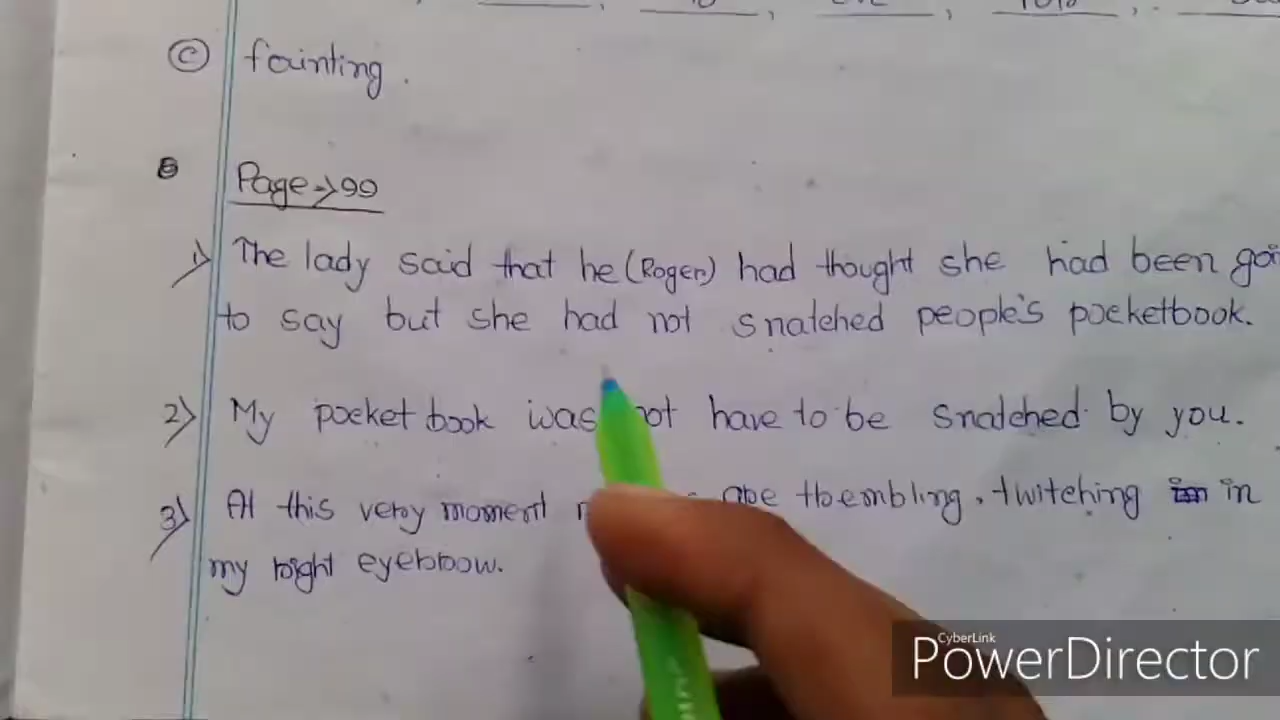 © fainting.
Page → 99
1) The lady said that he (Roger) had thought she had been goi
to say but she had not snatched people's pocketbook.
2) My pocket book was not have to be snatched by you.
3) At this very moment are trembling, twitching in
my right eyebrow.
CyberLink
PowerDirector